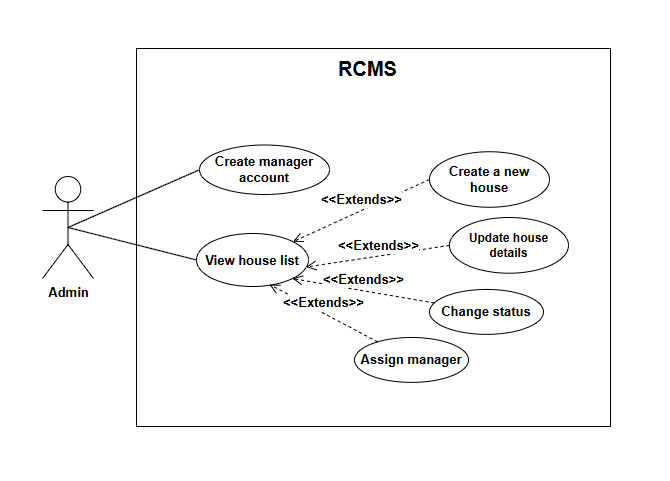 RCMS
Create manager
account
Create a new
house
<<Extends>>
Update house
details
<<Extends>>
View house list
<<Extends>>
Admin
<<Extends>>
Change status
Assign manager